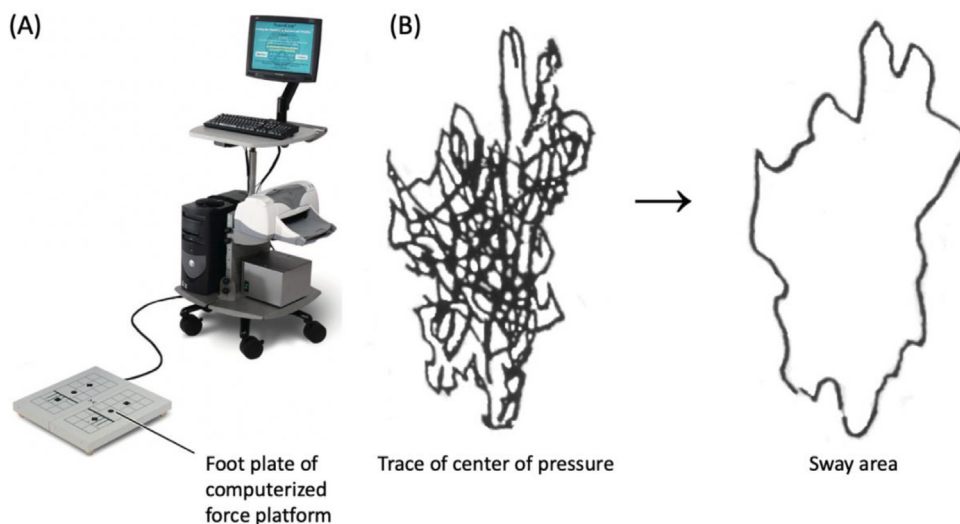 (A)
(B)
Foot plate of
computerized
force platform
Trace of center of pressure
Sway area